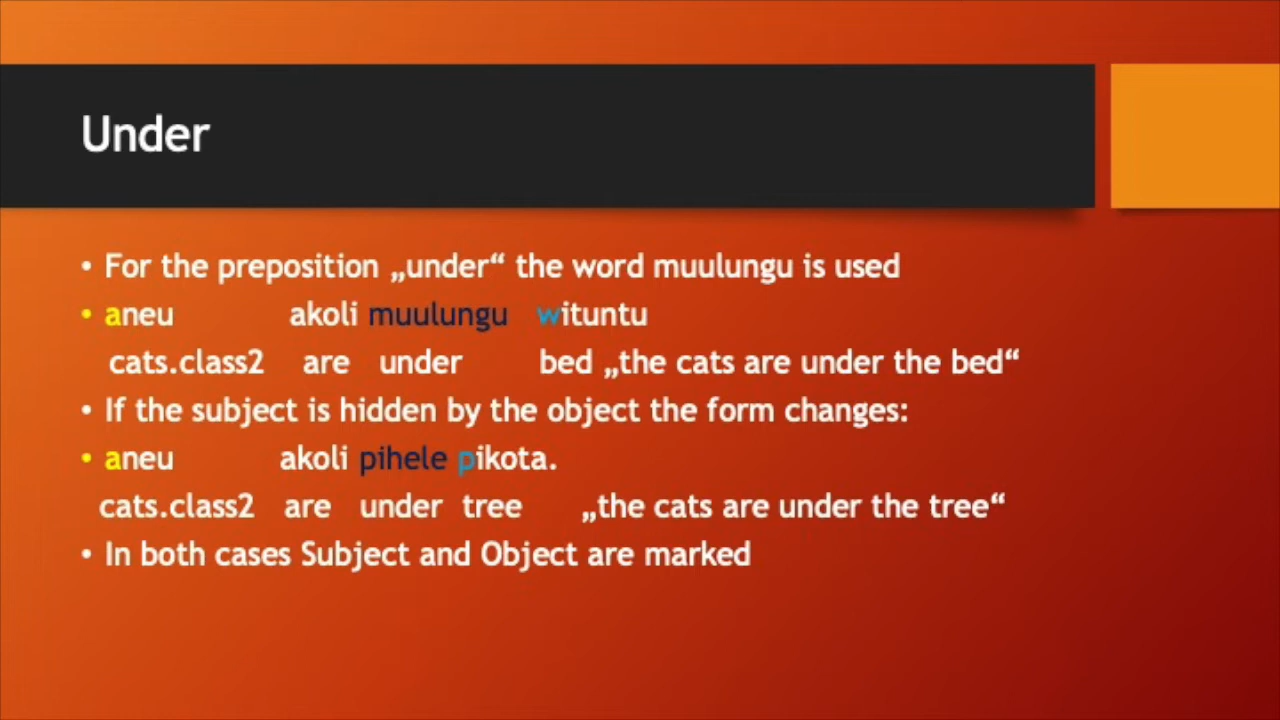 Under
• For the preposition „under“ the word muulungu is used
• aneu akoli muulungu wituntu
cats.class2 are under bed „the cats are under the bed“
• If the subject is hidden by the object the form changes:
• aneu akoli pihele pikota.
cats.class2 are under tree „the cats are under the tree“
• In both cases Subject and Object are marked